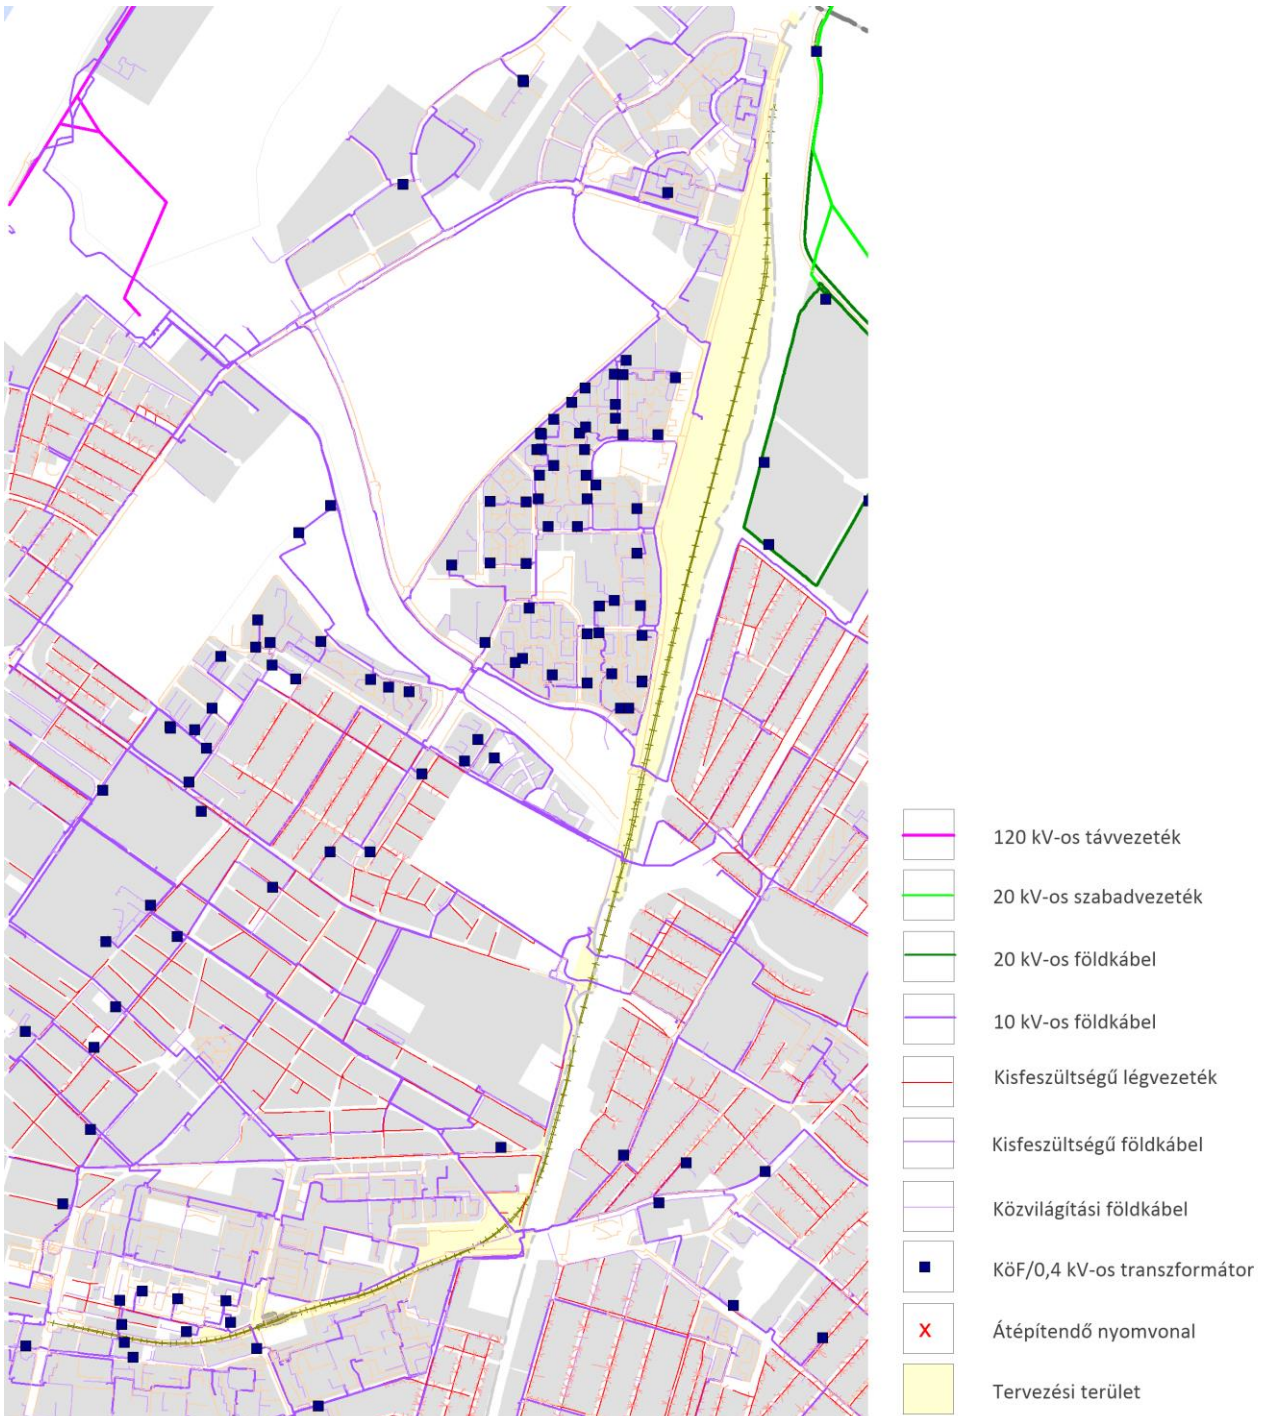 120 kV-os távvezeték
20 kV-os szabadvezeték
20 kV-os földkábel
10 kV-os földkábel
Kisfeszültségű légvezeték
Kisfeszültségű földkábel
Közvilágítási földkábel
KöF/0,4 kV-os transzformátor
X Átépítendő nyomvonal
Tervezési terület